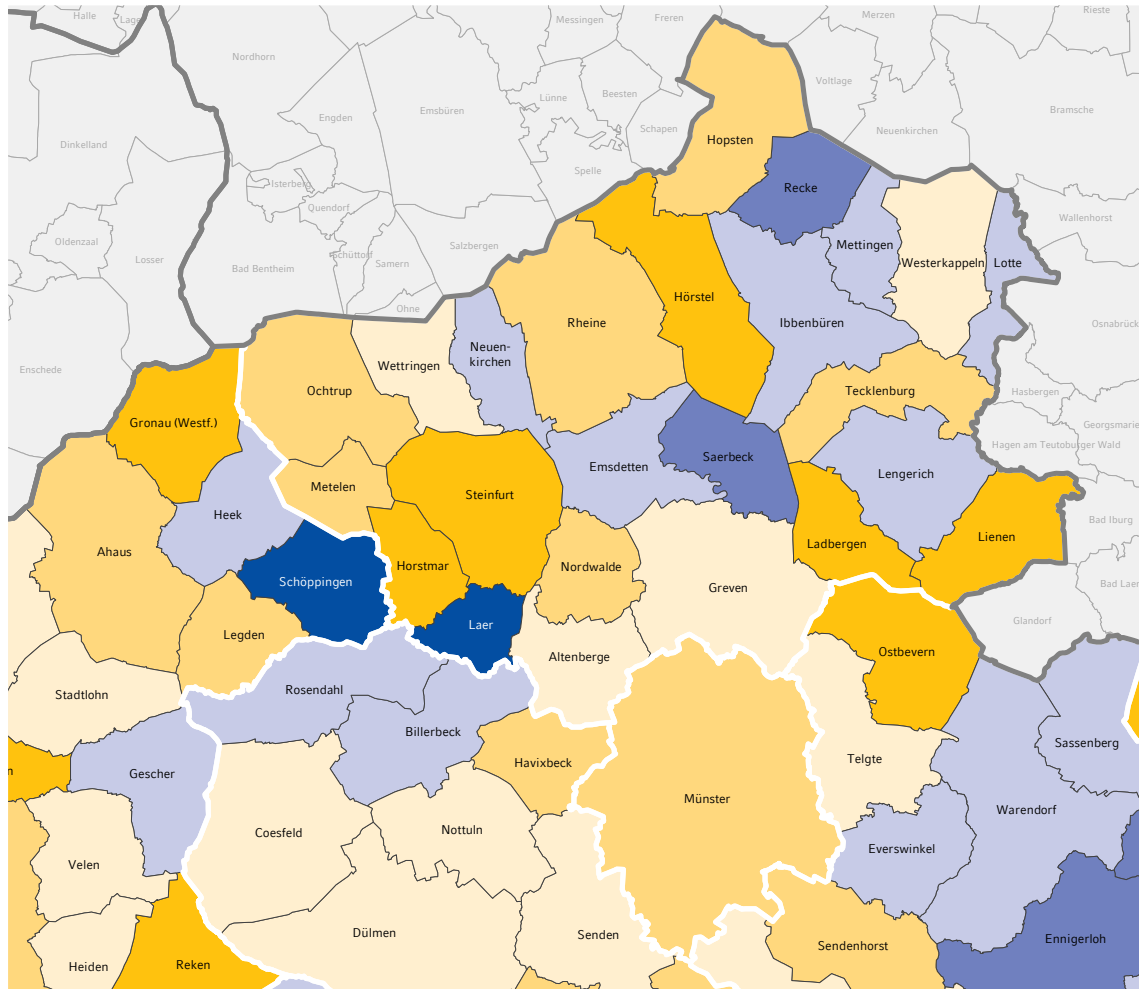 Halle
Lage
Messingen
Freren
Merzen
Rieste
Nordhorn
Voltlage
Lünne
Beesten
Emsbüren
Bramsche
Engden
Schapen
Neuenkirchen
Hopsten
Dinkelland
Spelle
Isterberg
Recke
Quendorf
Wallenhorst
Oldenzaal
Losser
Schüttorf
Samern
Salzbergen
Mettingen
Westerkappeln
Lotte
Bad Bentheim
Ohne
Hörstel
Rheine
Ibbenbüren
Osnabrück
Neuen-
kirchen
Wettringen
Enschede
Ochtrup
Tecklenburg
Hasbergen
Gronau (Westf.)
Georgsmarie
Hagen am Teutoburger Wald
Saerbeck
Emsdetten
Lengerich
Metelen
Steinfurt
Heek
Bad Iburg
Lienen
Ladbergen
Ahaus
Horstmar
Nordwalde
Schöppingen
Greven
Bad Laer
Glandorf
Laer
Legden
Ostbevern
Altenberge
Rosendahl
Stadtlohn
Billerbeck
Sassenberg
Telgte
Havixbeck
n
Gescher
Münster
Warendorf
Coesfeld
Nottuln
Everswinkel
Velen
Dülmen
Senden
Ennigerloh
Sendenhorst
Heiden
Reken